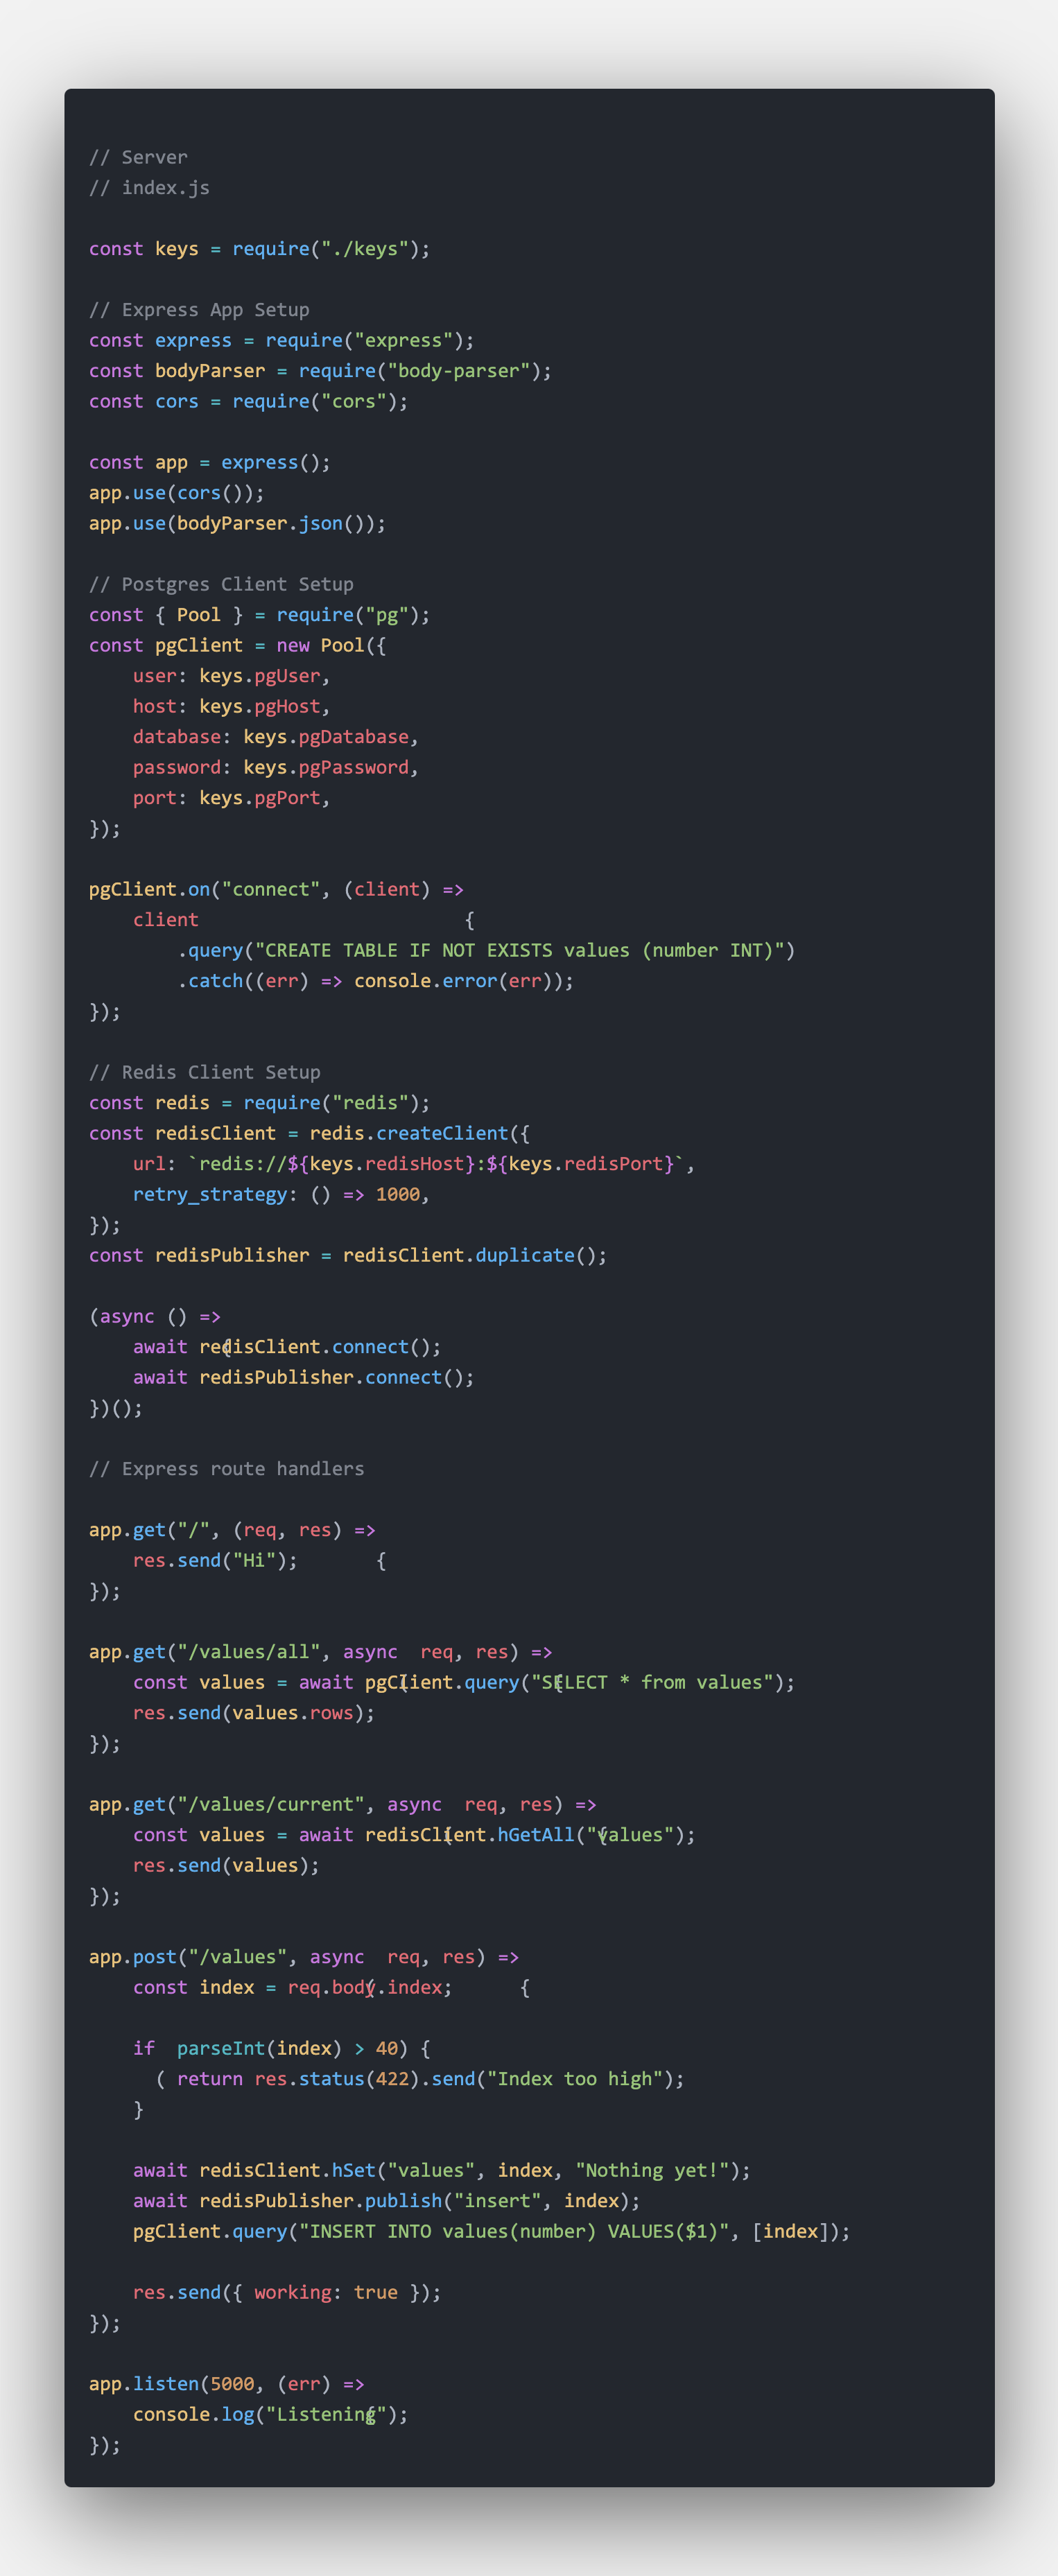 // Server
// index.js

const keys = require("./keys");

// Express App Setup
const express = require("express");
const bodyParser = require("body-parser");
const cors = require("cors");

const app = express();
app.use(cors());
app.use(bodyParser.json());

// Postgres Client Setup
const { Pool } = require("pg");
const pgClient = new Pool({
    user: keys.pgUser,
    host: keys.pgHost,
    database: keys.pgDatabase,
    password: keys.pgPassword,
    port: keys.pgPort,
});

pgClient.on("connect", (client) => {
    client
        .query("CREATE TABLE IF NOT EXISTS values (number INT)")
        .catch((err) => console.error(err));
});

// Redis Client Setup
const redis = require("redis");
const redisClient = redis.createClient({
    url: `redis://${keys.redisHost}:${keys.redisPort}`,
    retry_strategy: () => 1000,
});
const redisPublisher = redisClient.duplicate();

(async () => {
    await redisClient.connect();
    await redisPublisher.connect();
})();

// Express route handlers

app.get("/", (req, res) => {
    res.send("Hi");
});

app.get("/values/all", async (req, res) => {
    const values = await pgClient.query("SELECT * from values");
    res.send(values.rows);
});

app.get("/values/current", async (req, res) => {
    const values = await redisClient.hGetAll("values");
    res.send(values);
});

app.post("/values", async (req, res) => {
    const index = req.body.index;

    if (parseInt(index) > 40) {
        return res.status(422).send("Index too high");
    }

    await redisClient.hSet("values", index, "Nothing yet!");
    await redisPublisher.publish("insert", index);
    pgClient.query("INSERT INTO values(number) VALUES($1)", [index]);

    res.send({ working: true });
});

app.listen(5000, (err) => {
    console.log("Listening");
});